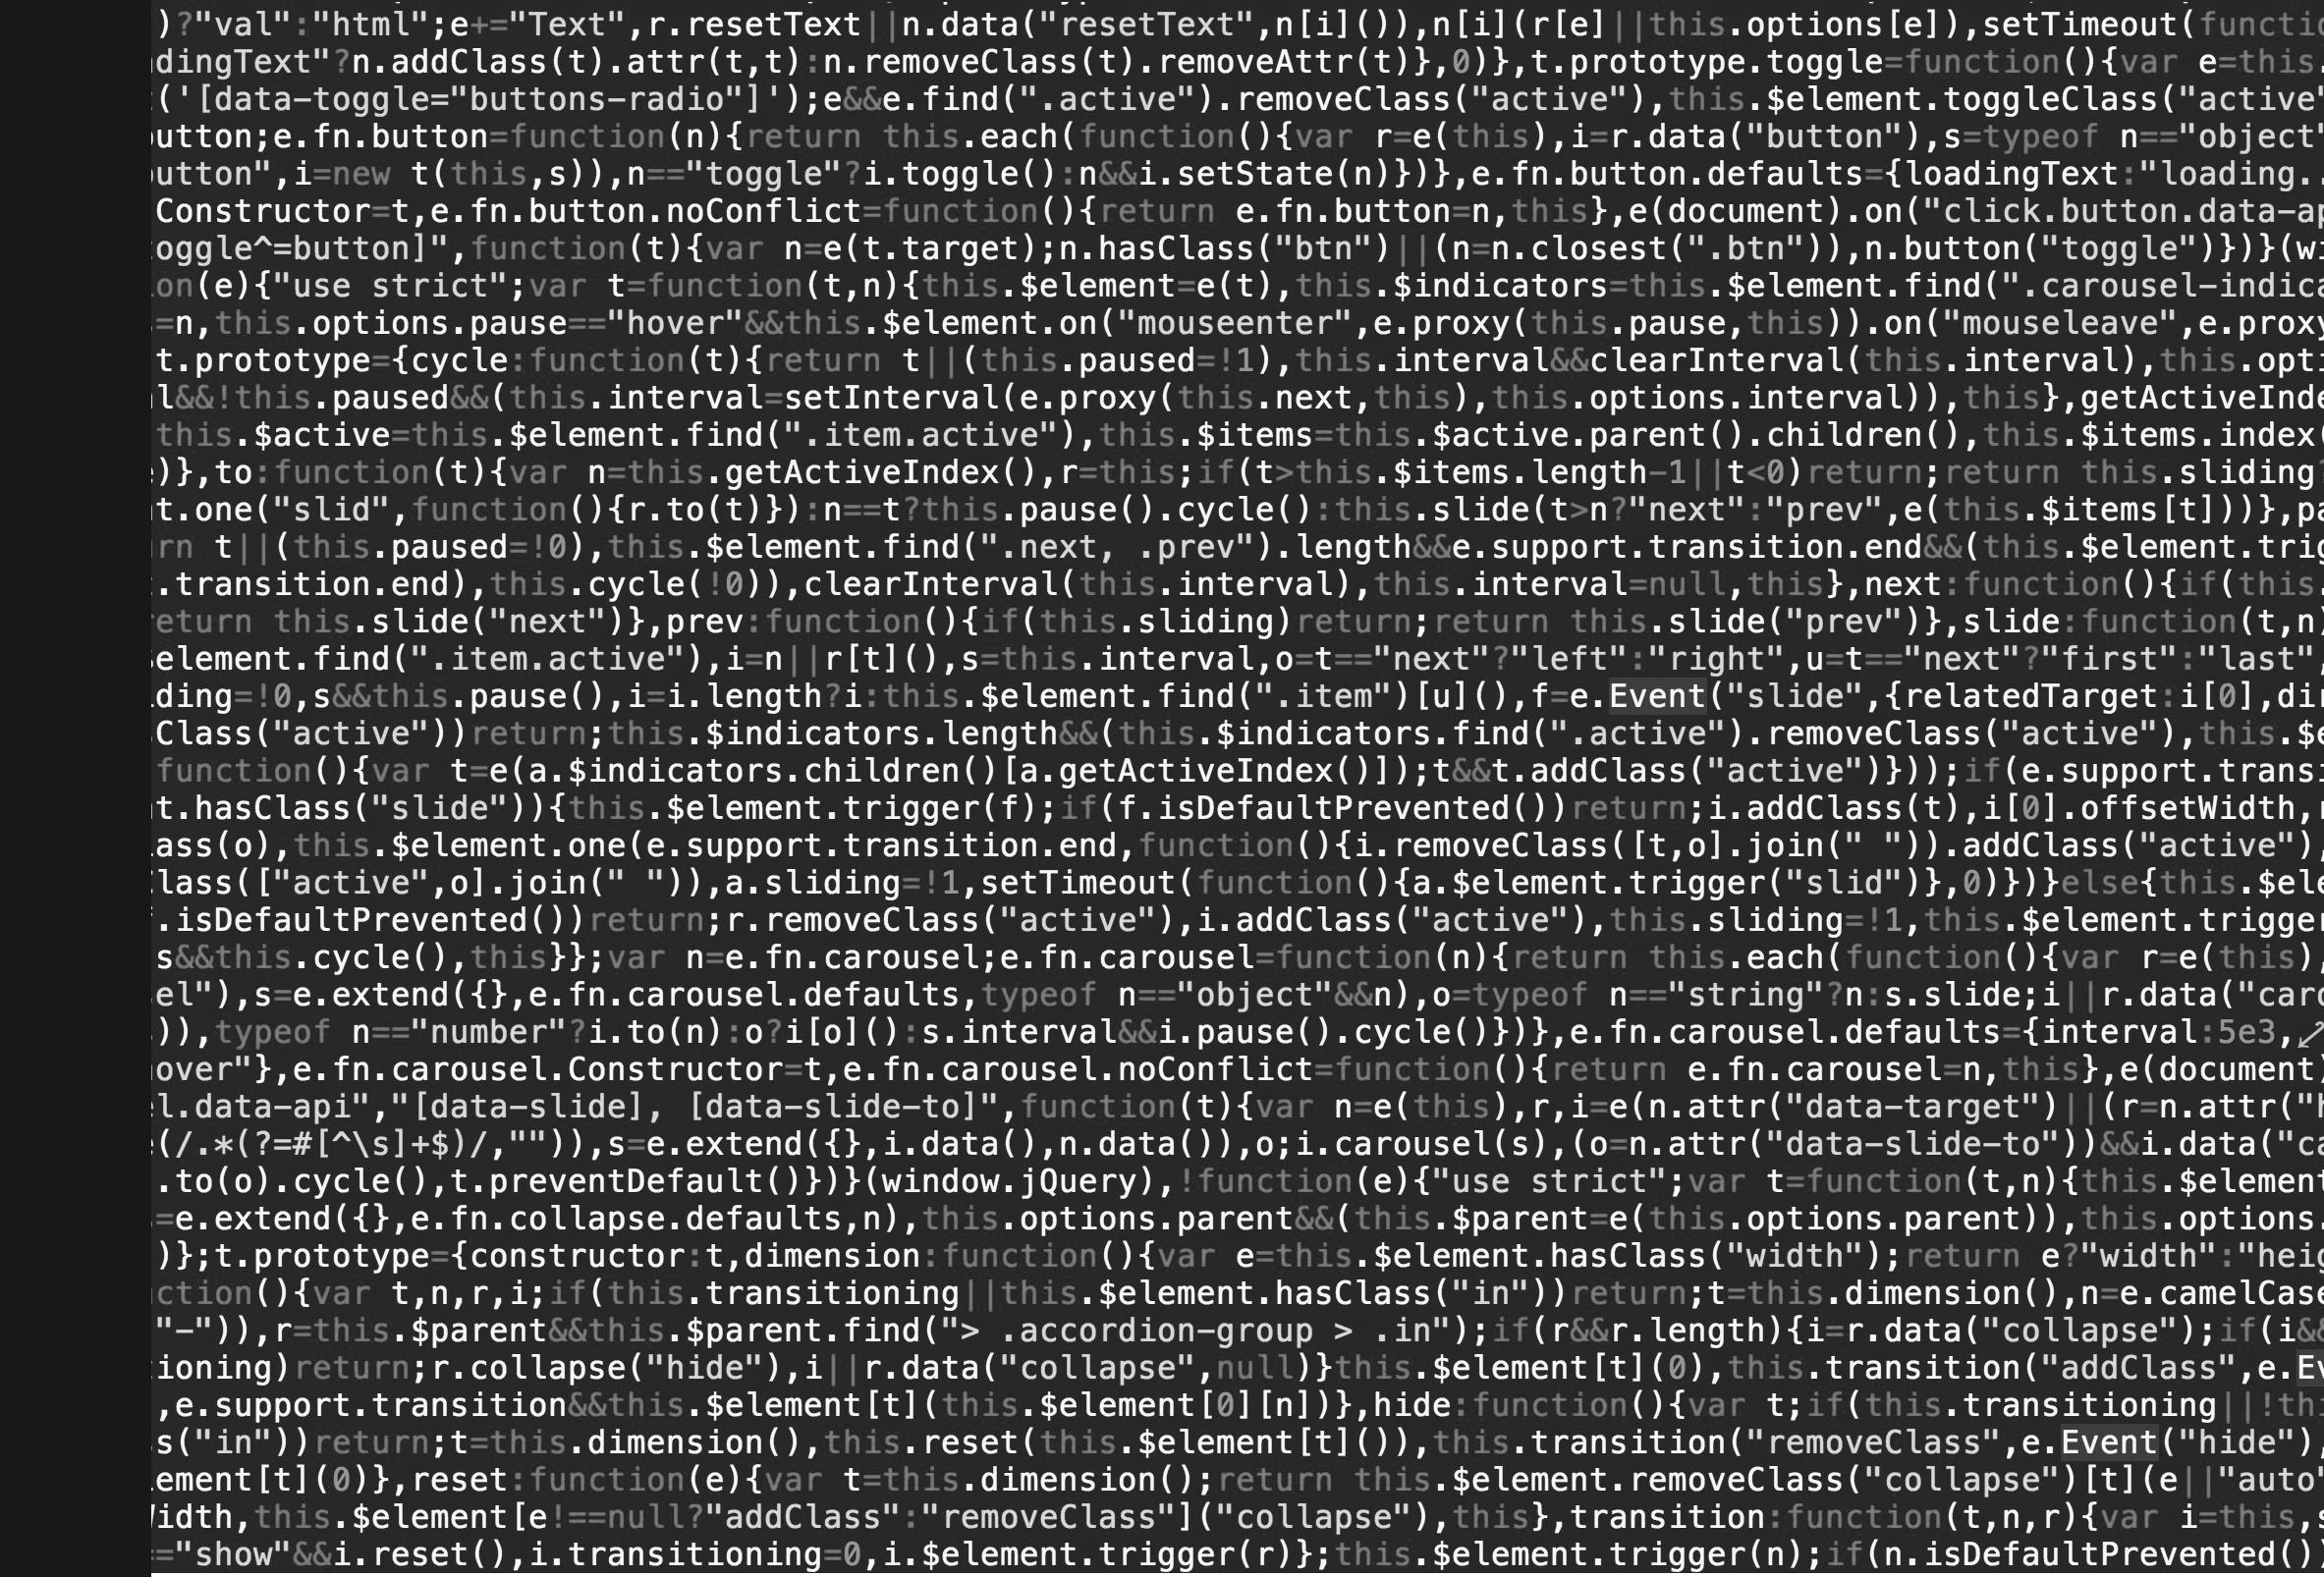 )?"val":"html";e+="Text",r.resetText||n.data("resetText",n[i]()),n[i](r[e]||this.options[e]),setTimeout(functio
dingText"?n.addClass(t).attr(t,t):n.removeClass(t).removeAttr(t)},0)},t.prototype.toggle=function(){var e=this.
('[data-toggle="buttons-radio"]');e&&e.find(".active").removeClass("active"),this.$element.toggleClass("active"
utton;e.fn.button=function(n){return this.each(function(){var r=e(this),i=r.data("button"),s=typeof n=="object"
utton",i=new t(this,s)),n=="toggle"?i.toggle():n&&i.setState(n)})},e.fn.button.defaults={loadingText:"loading..
Constructor=t,e.fn.button.noConflict=function(){return e.fn.button=n,this},e(document).on("click.button.data-ap
oggle^=button]",function(t){var n=e(t.target);n.hasClass("btn")||(n=n.closest(".btn")),n.button("toggle")})}(wi
on(e){"use strict";var t=function(t,n){this.$element=e(t),this.$indicators=this.$element.find(".carousel-indica
=n,this.options.pause=="hover"&&this.$element.on("mouseenter",e.proxy(this.pause,this)).on("mouseleave",e.proxy
t.prototype={cycle:function(t){return t||(this.paused=!1),this.interval&&clearInterval(this.interval),this.opti
l&&!this.paused&&(this.interval=setInterval(e.proxy(this.next,this),this.options.interval)),this},getActiveInde
this.$active=this.$element.find(".item.active"),this.$items=this.$active.parent().children(),this.$items.index(
)},to:function(t){var n=this.getActiveIndex(),r=this;if(t>this.$items.length-1||t<0)return;return this.sliding?
t.one("slid",function(){r.to(t)}):n==t?this.pause().cycle():this.slide(t>n?"next":"prev",e(this.$items[t]))},pa
rn t||(this.paused=!0),this.$element.find(".next, .prev").length&&e.support.transition.end&&(this.$element.trig
.transition.end),this.cycle(!0)),clearInterval(this.interval),this.interval=null,this},next:function(){if(this.
eturn this.slide("next")},prev:function(){if(this.sliding)return;return this.slide("prev")},slide:function(t,n)
element.find(".item.active"),i=n||r[t](),s=this.interval,o=t=="next"?"left":"right",u=t=="next"?"first":"last",
ding=!0,s&&this.pause(),i=i.length?i:this.$element.find(".item")[u](),f=e.Event("slide",{relatedTarget:i[0],dir
Class("active"))return;this.$indicators.length&&(this.$indicators.find(".active").removeClass("active"),this.$e
function(){var t=e(a.$indicators.children()[a.getActiveIndex()]);t&&t.addClass("active")}));if(e.support.transi
t.hasClass("slide")){this.$element.trigger(f);if(f.isDefaultPrevented())return;i.addClass(t),i[0].offsetWidth,
ass(o),this.$element.one(e.support.transition.end,function(){i.removeClass([t,o].join(" ")).addClass("active"),
lass(["active",o].join(" ")),a.sliding=!1,setTimeout(function(){a.$element.trigger("slid")},0)})}else{this.$ele
.isDefaultPrevented())return;r.removeClass("active"),i.addClass("active"),this.sliding=!1,this.$element.trigger
s&&this.cycle(),this}};var n=e.fn.carousel;e.fn.carousel=function(n){return this.each(function(){var r=e(this),
el"),s=e.extend({},e.fn.carousel.defaults,typeof n=="object"&&n),o=typeof n=="string"?n:s.slide;i||r.data("caro
)),typeof n=="number"?i.to(n):o?i[o]():s.interval&&i.pause().cycle()})},e.fn.carousel.defaults={interval:5e3,
over"},e.fn.carousel.Constructor=t,e.fn.carousel.noConflict=function(){return e.fn.carousel=n,this},e(document)
l.data-api","[data-slide], [data-slide-to]",function(t){var n=e(this),r,i=e(n.attr("data-target")||(r=n.attr("h
(/.*(?=#[^\s]+$)/,"")),s=e.extend({},i.data(),n.data()),o;i.carousel(s),(o=n.attr("data-slide-to"))&&i.data("ca
.to(o).cycle(),t.preventDefault()})}(window.jQuery),!function(e){"use strict";var t=function(t,n){this.$element
=e.extend({},e.fn.collapse.defaults,n),this.options.parent&&(this.$parent=e(this.options.parent)),this.options.
)};t.prototype={constructor:t,dimension:function(){var e=this.$element.hasClass("width");return e?"width":"heig
ction(){var t,n,r,i;if(this.transitioning||this.$element.hasClass("in"))return;t=this.dimension(),n=e.camelCase
"-")),r=this.$parent&&this.$parent.find("> .accordion-group > .in");if(r&&r.length){i=r.data("collapse");if(i&&
ioning)return;r.collapse("hide"),i||r.data("collapse",null)}this.$element[t](0),this.transition("addClass",e.Ev
,e.support.transition&&this.$element[t](this.$element[0][n])},hide:function(){var t;if(this.transitioning||!thi
s("in"))return;t=this.dimension(),this.reset(this.$element[t]()),this.transition("removeClass",e.Event("hide"),
ement[t](0)},reset:function(e){var t=this.dimension();return this.$element.removeClass("collapse")[t](e||"auto"
Width,this.$element[e!==null?"addClass":"removeClass"]("collapse"),this},transition:function(t,n,r){var i=this,s
="show"&&i.reset(),i.transitioning=0,i.$element.trigger(r)};this.$element.trigger(n);if(n.isDefaultPrevented())